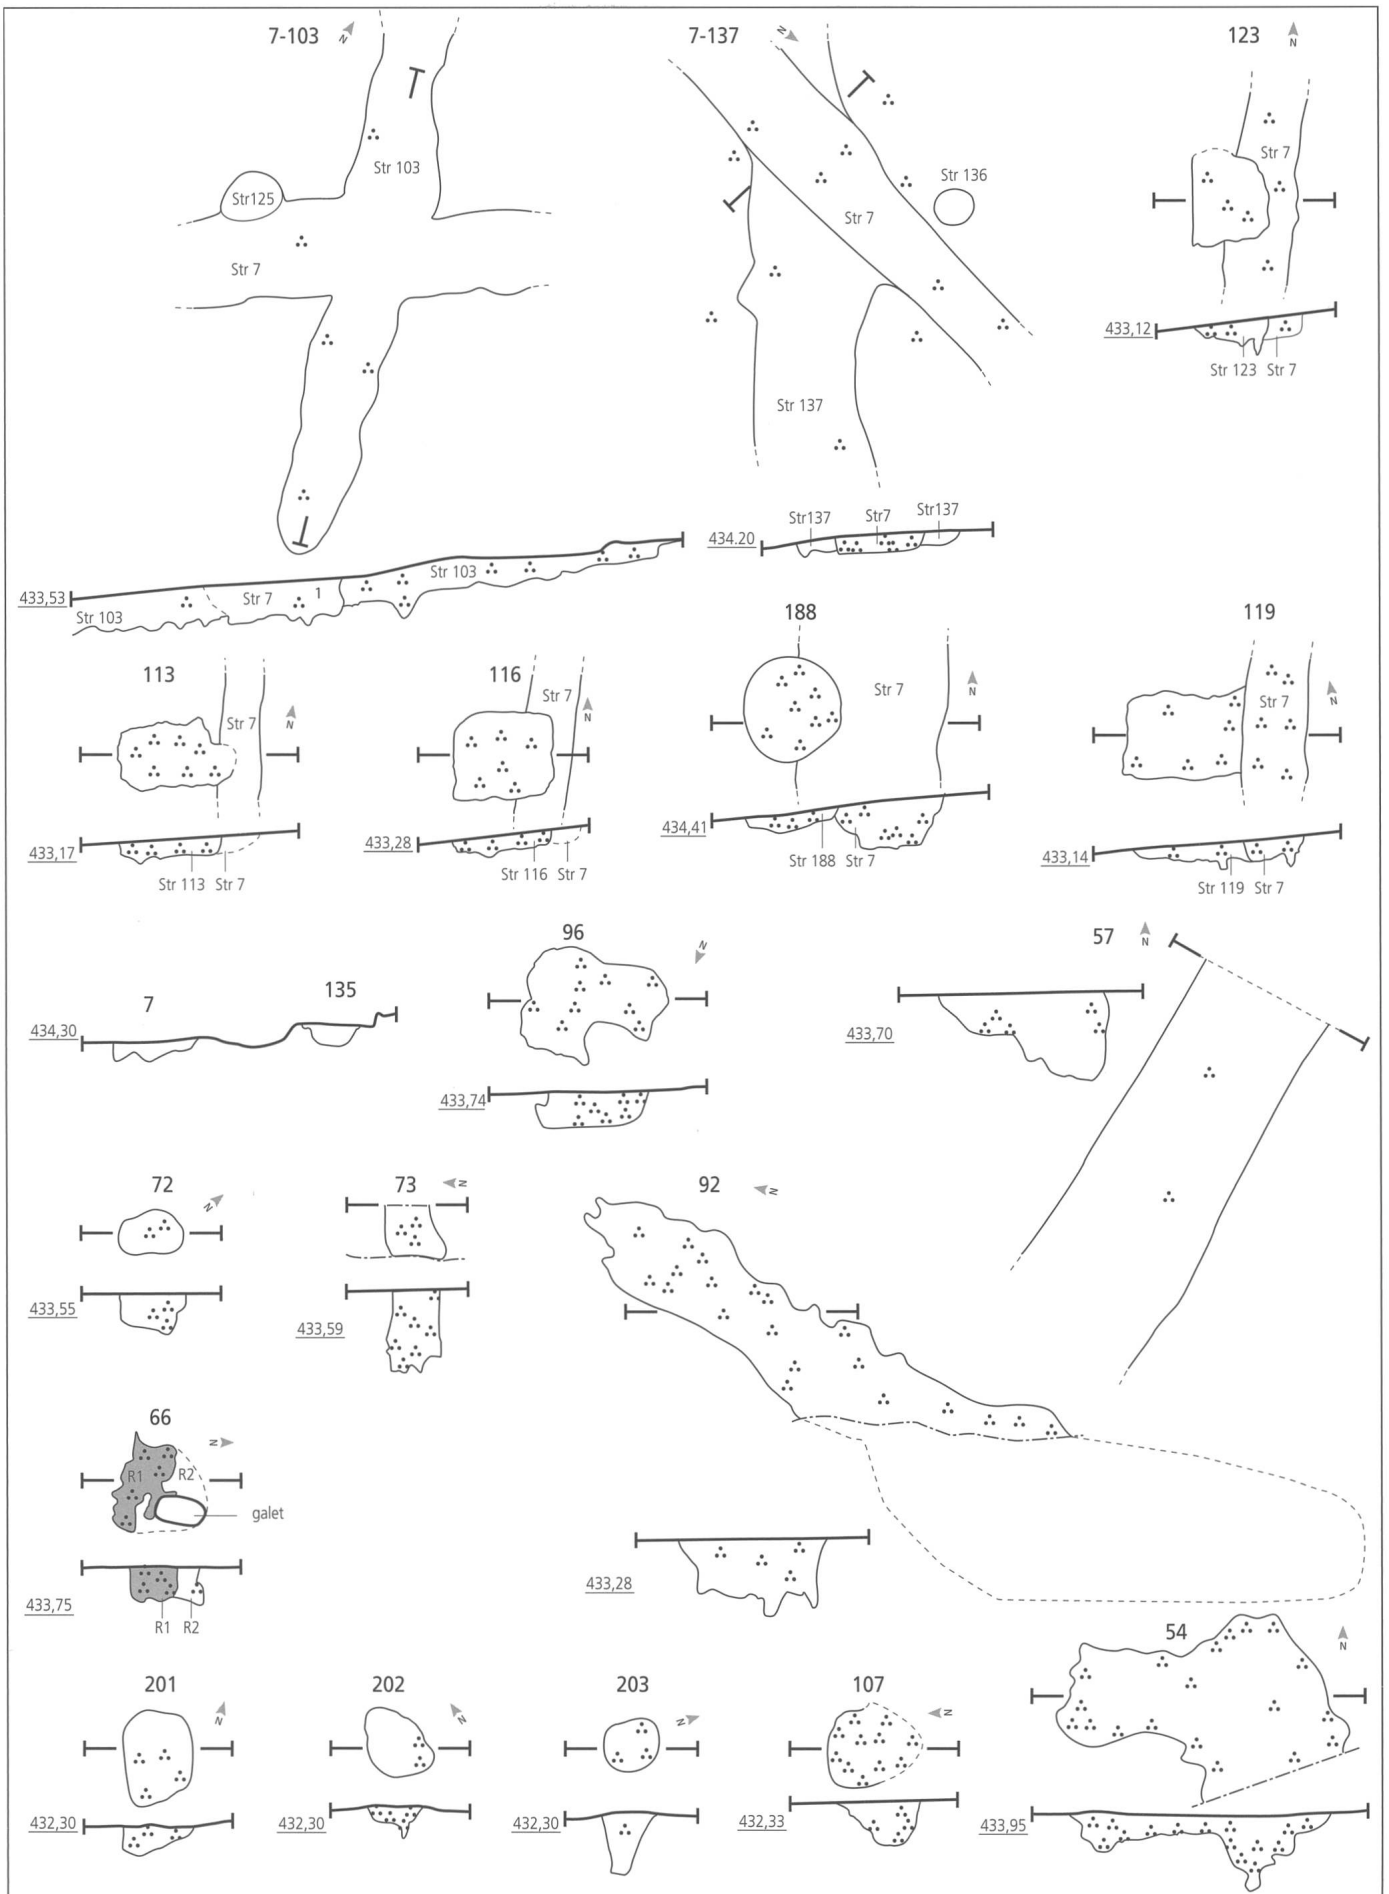 7-103
N
Str 103
Str125
Str 7
433,53
Str 103
Str 7
1
Str 103
7-137
N
Str 136
Str 7
Str 137
434.20
Str137
Str7
Str137
123
N
Str 7
433,12
Str 123
Str 7
113
N
Str 7
433,17
Str 113
Str 7
116
N
Str 7
433,28
Str 116
Str 7
188
N
Str 7
434,41
Str 188
Str 7
119
N
Str 7
433,14
Str 119
Str 7
7
135
434,30
96
N
433,74
57
N
433,70
72
N
433,55
73
N
433,59
92
N
433,28
66
N
R1
R2
galet
433,75
R1
R2
54
N
433,95
201
N
432,30
202
N
432,30
203
N
432,30
107
N
432,33